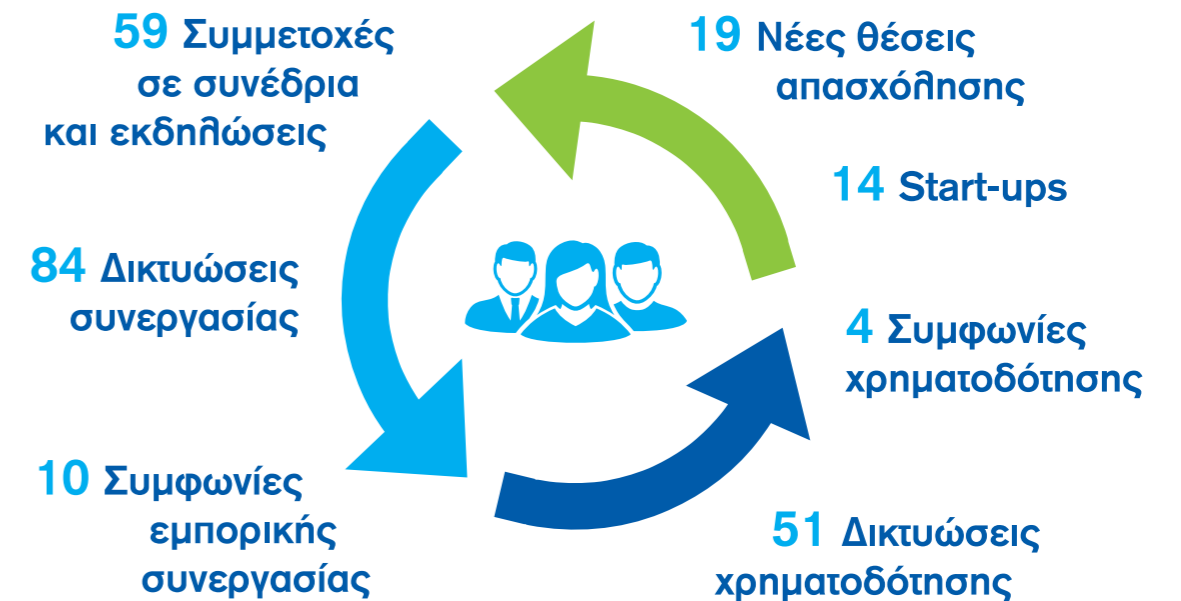 59 Συμμετοχές
σε συνέδρια
και εκδηλώσεις
84 Δικτυώσεις
συνεργασίας
10 Συμφωνίες
εμπορικής
συνεργασίας
19 Νέες θέσεις
απασχόλησης
14 Start-ups
4 Συμφωνίες
χρηματοδότησης
51 Δικτυώσεις
χρηματοδότησης